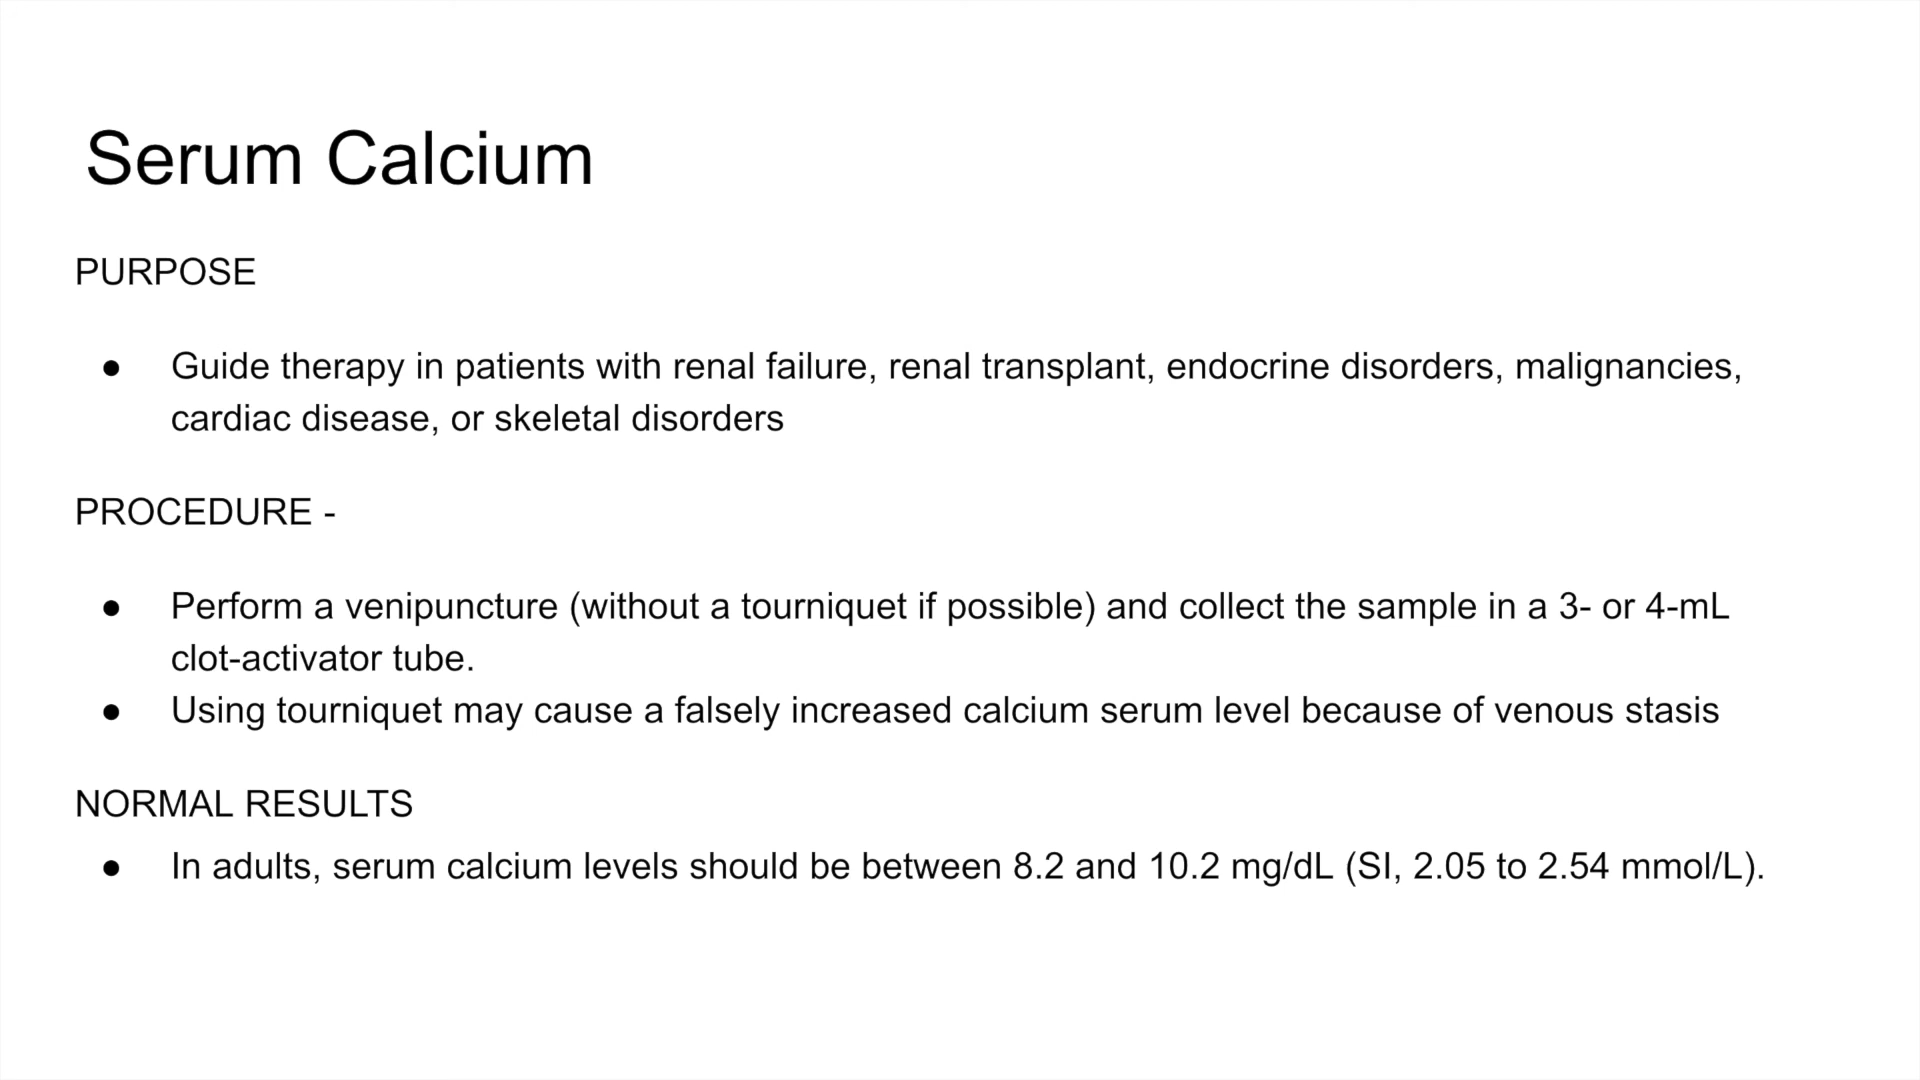 Serum Calcium
PURPOSE
● Guide therapy in patients with renal failure, renal transplant, endocrine disorders, malignancies,
cardiac disease, or skeletal disorders
PROCEDURE -
● Perform a venipuncture (without a tourniquet if possible) and collect the sample in a 3- or 4-mL
clot-activator tube.
● Using tourniquet may cause a falsely increased calcium serum level because of venous stasis
NORMAL RESULTS
● In adults, serum calcium levels should be between 8.2 and 10.2 mg/dL (SI, 2.05 to 2.54 mmol/L).